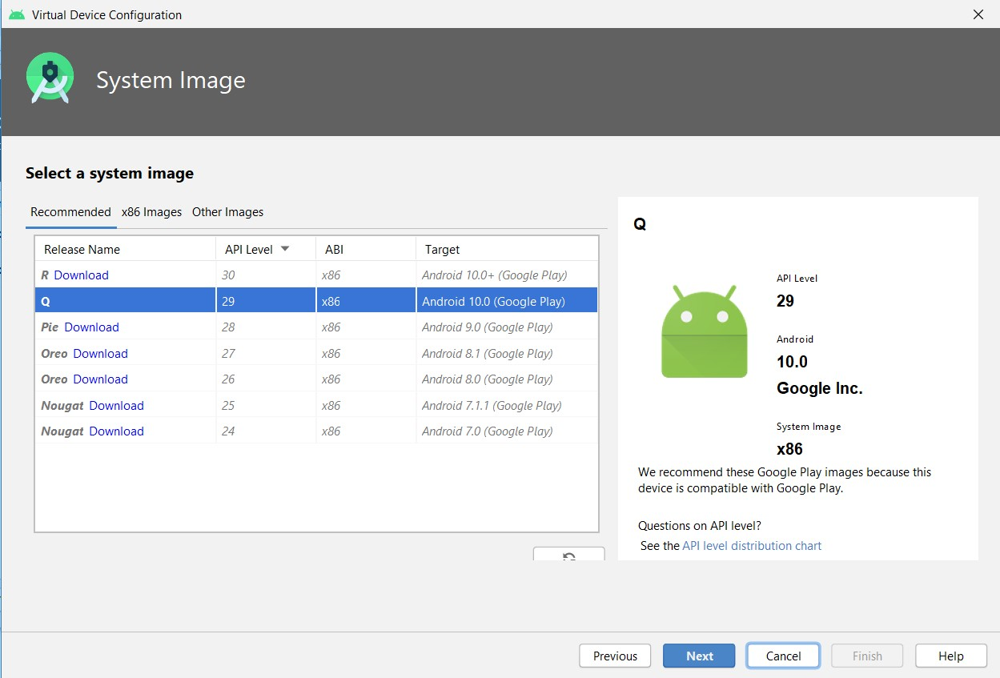 Virtual Device Configuration
System Image
Select a system image
Recommended x86 Images Other Images
Release Name API Level ABI Target
R Download 30 x86 Android 10.0+ (Google Play)
Q 29 x86 Android 10.0 (Google Play)
Pie Download 28 x86 Android 9.0 (Google Play)
Oreo Download 27 x86 Android 8.1 (Google Play)
Oreo Download 26 x86 Android 8.0 (Google Play)
Nougat Download 25 x86 Android 7.1.1 (Google Play)
Nougat Download 24 x86 Android 7.0 (Google Play)
Q
API Level
29
Android
10.0
Google Inc.
System Image
x86
We recommend these Google Play images because this
device is compatible with Google Play.
Questions on API level?
See the API level distribution chart
Previous Next Cancel Finish Help